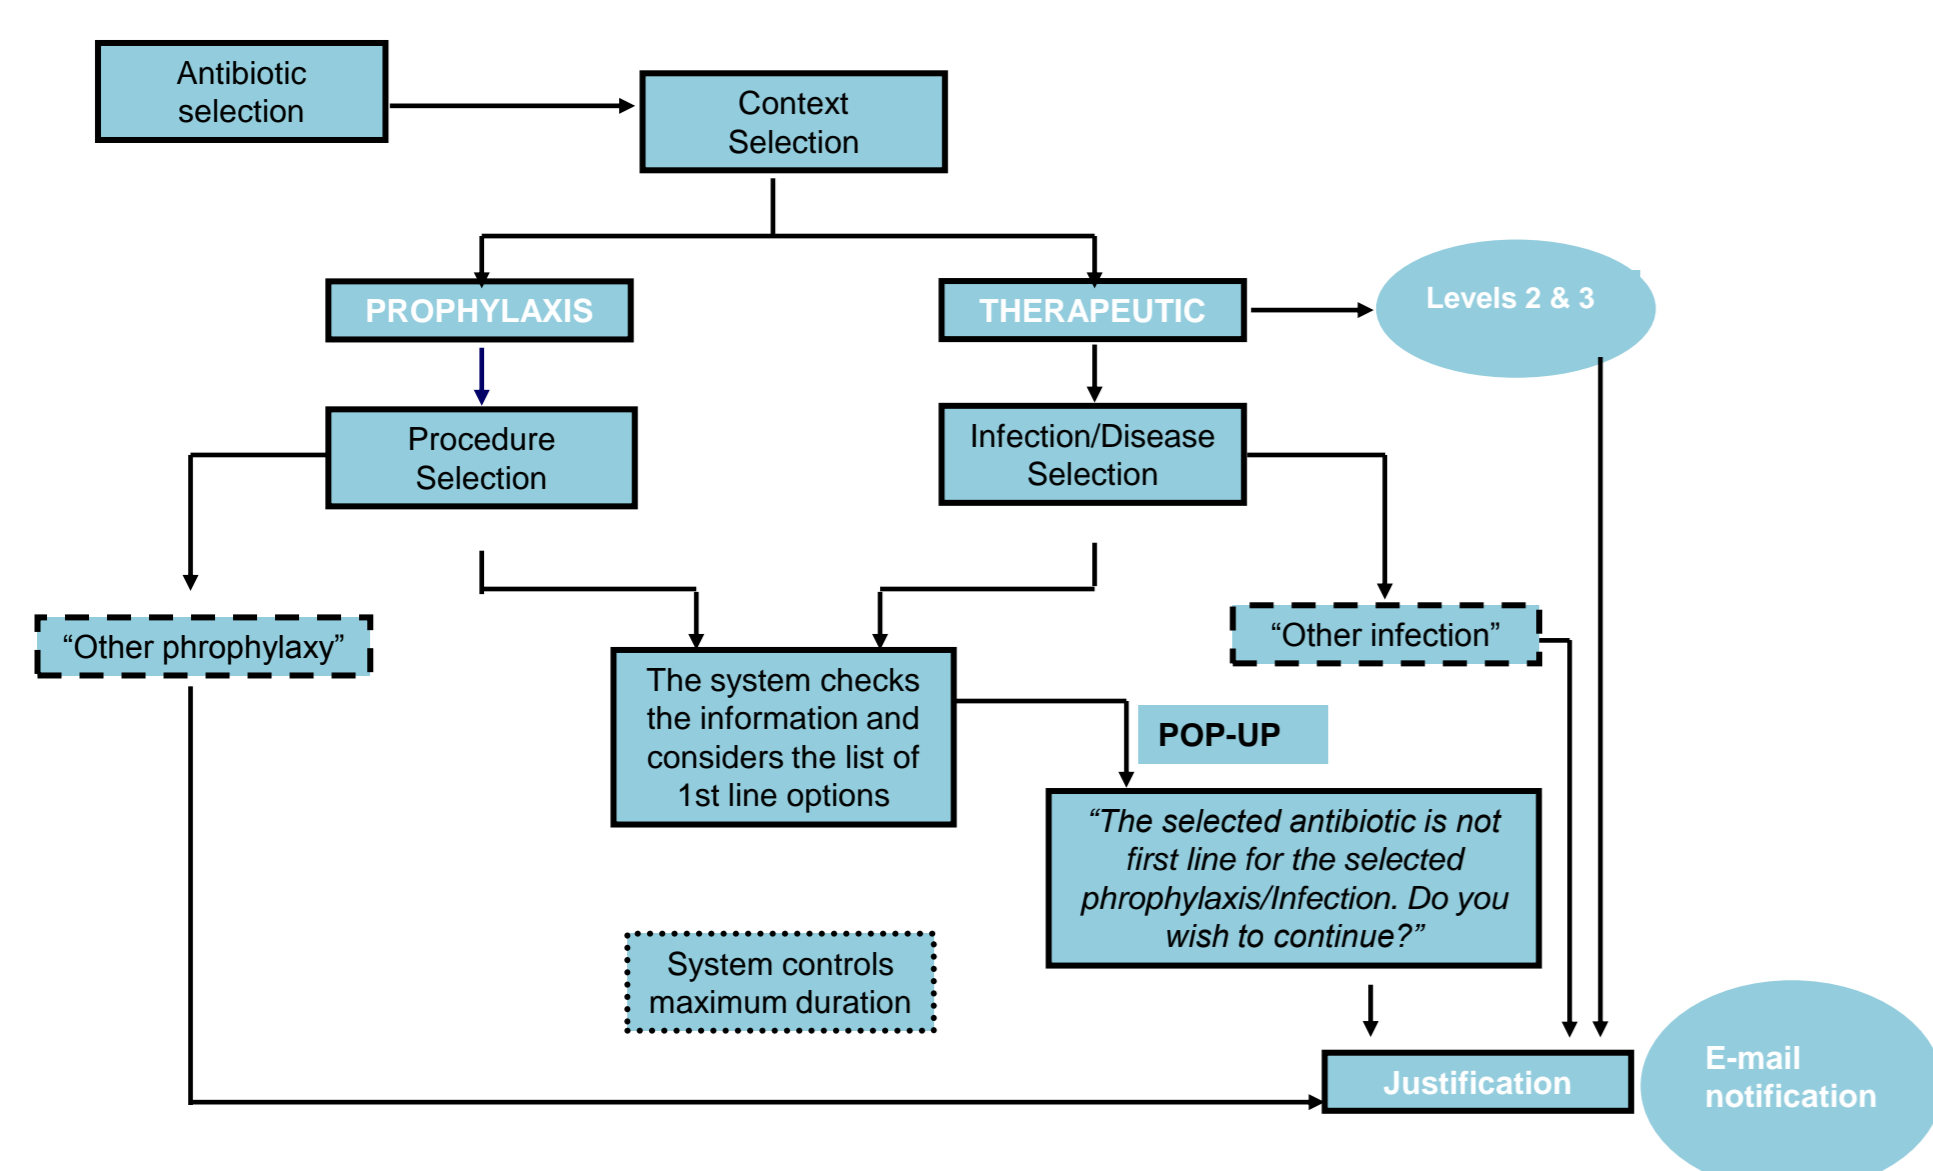 Antibiotic
selection
Context
Selection
PROPHYLAXIS
THERAPEUTIC
Levels 2 & 3
Procedure
Selection
Infection/Disease
Selection
“Other phrophylaxy”
“Other infection”
The system checks
the information and
considers the list of
1st line options
POP-UP
“The selected antibiotic is not
first line for the selected
phrophylaxis/Infection. Do you
wish to continue?”
System controls
maximum duration
Justification
E-mail
notification